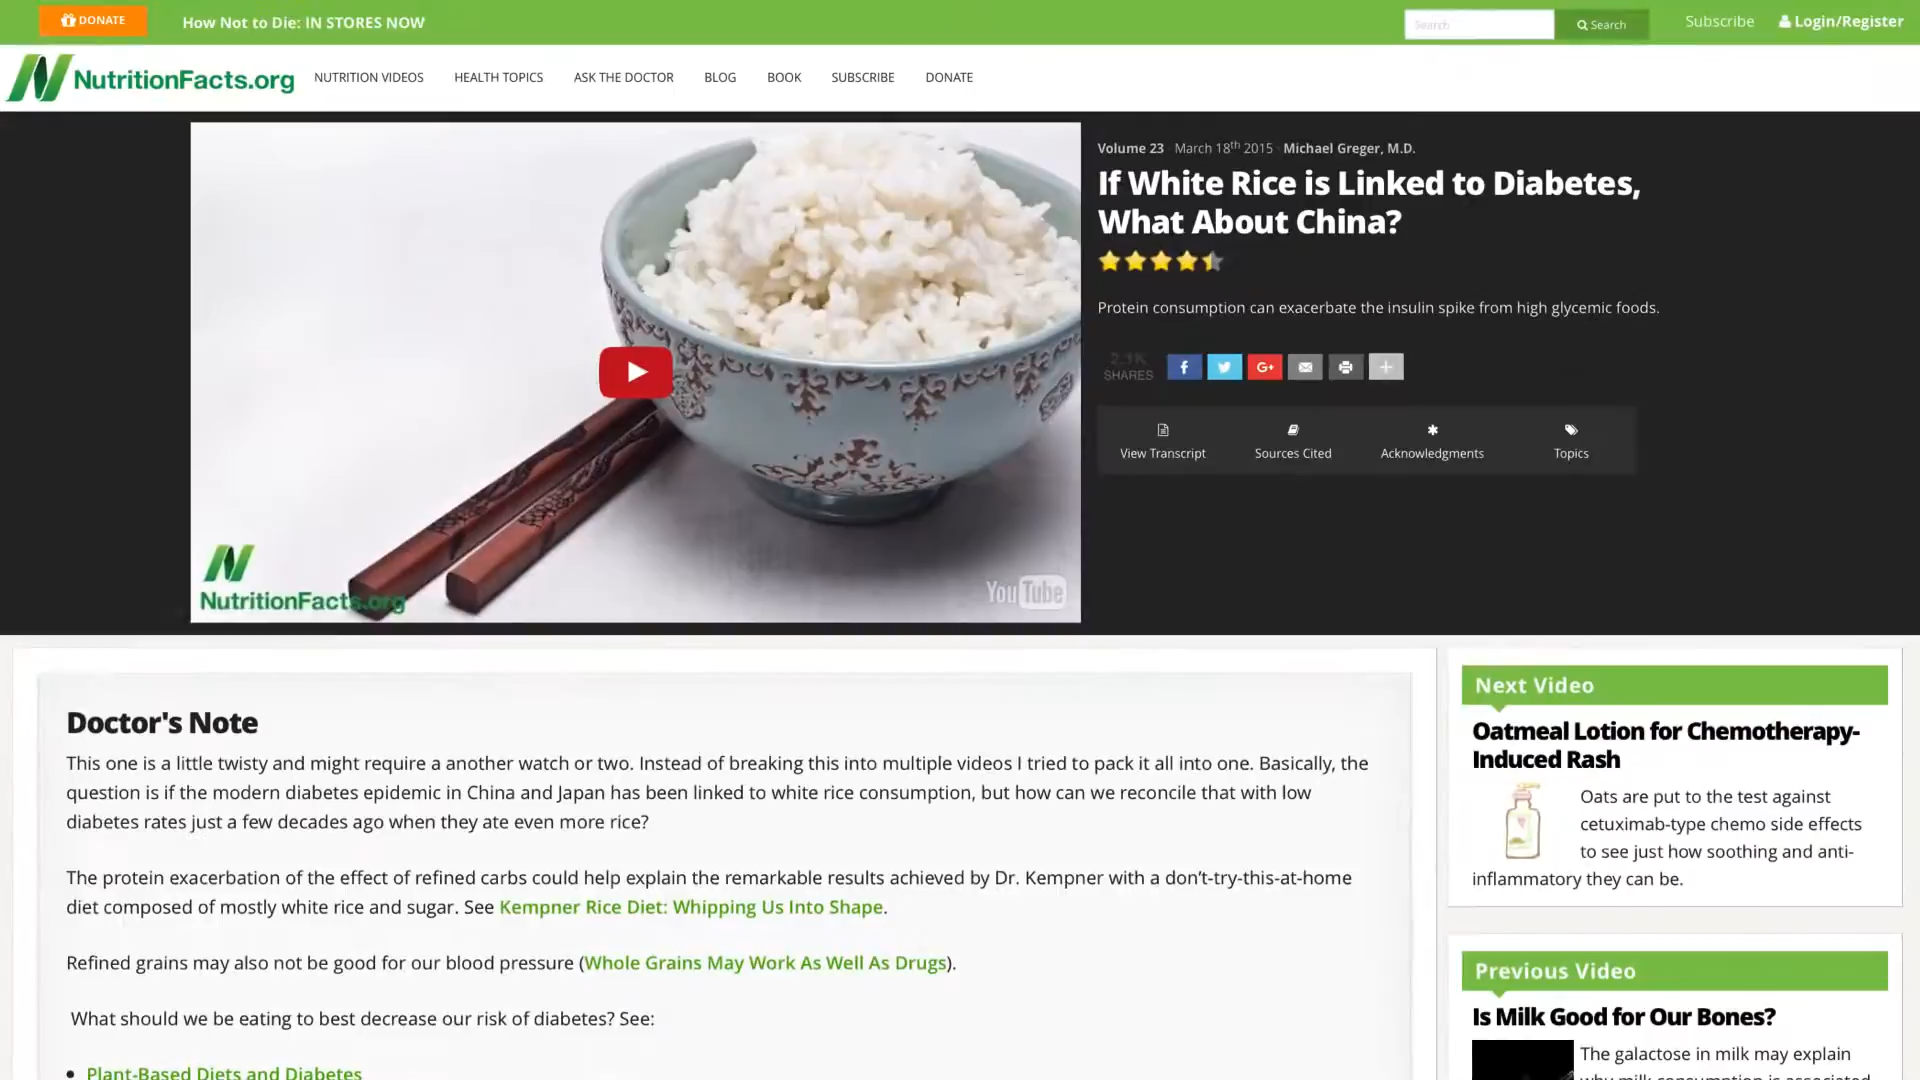 DONATE
How Not to Die: IN STORES NOW
Search
Search
Subscribe
Login/Register
NutritionFacts.org
NUTRITION VIDEOS
HEALTH TOPICS
ASK THE DOCTOR
BLOG
BOOK
SUBSCRIBE
DONATE
NutritionFacts.org
YouTube
Volume 23 · March 18th 2015 · Michael Greger, M.D.
If White Rice is Linked to Diabetes,
What About China?
Protein consumption can exacerbate the insulin spike from high glycemic foods.
2.1K
SHARES
View Transcript
Sources Cited
Acknowledgments
Topics
Doctor's Note
This one is a little twisty and might require a another watch or two. Instead of breaking this into multiple videos I tried to pack it all into one. Basically, the
question is if the modern diabetes epidemic in China and Japan has been linked to white rice consumption, but how can we reconcile that with low
diabetes rates just a few decades ago when they ate even more rice?
The protein exacerbation of the effect of refined carbs could help explain the remarkable results achieved by Dr. Kempner with a don’t-try-this-at-home
diet composed of mostly white rice and sugar. See Kempner Rice Diet: Whipping Us Into Shape.
Refined grains may also not be good for our blood pressure (Whole Grains May Work As Well As Drugs).
What should we be eating to best decrease our risk of diabetes? See:
Plant-Based Diets and Diabetes
Next Video
Oatmeal Lotion for Chemotherapy-
Induced Rash
Oats are put to the test against
cetuximab-type chemo side effects
to see just how soothing and anti-
inflammatory they can be.
Previous Video
Is Milk Good for Our Bones?
The galactose in milk may explain
why milk consumption is associated